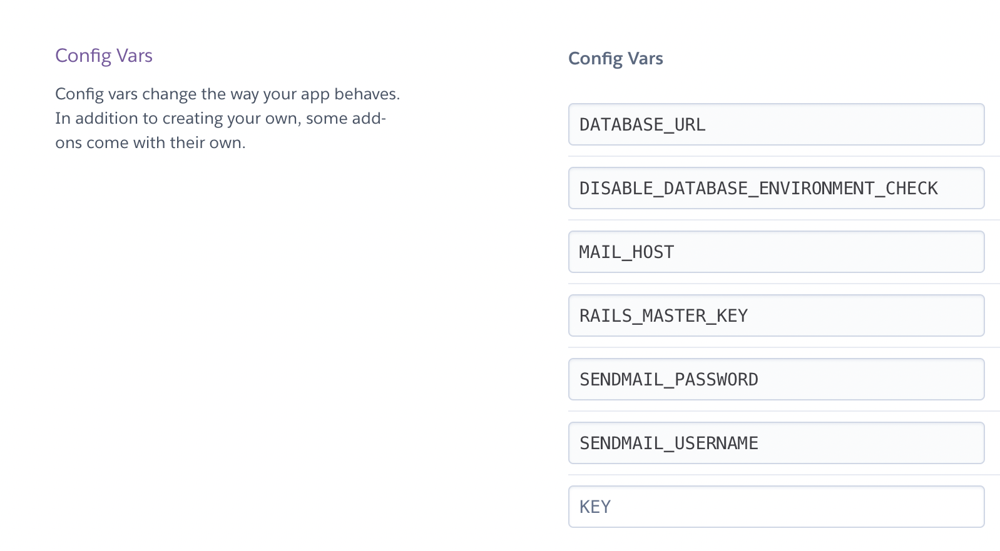 Config Vars
Config vars change the way your app behaves.
In addition to creating your own, some add-
ons come with their own.
Config Vars
DATABASE_URL
DISABLE_DATABASE_ENVIRONMENT_CHECK
MAIL_HOST
RAILS_MASTER_KEY
SENDMAIL_PASSWORD
SENDMAIL_USERNAME
KEY